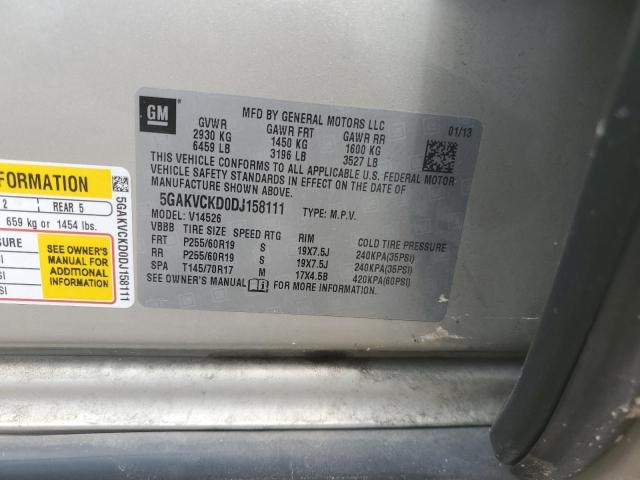 GM
MFD BY GENERAL MOTORS LLC
01/13
GVWR GAWR FRT GAWR RR
2930 KG 1450 KG 1600 KG
6459 LB 3196 LB 3527 LB
THIS VEHICLE CONFORMS TO ALL APPLICABLE U.S. FEDERAL MOTOR
VEHICLE SAFETY STANDARDS IN EFFECT ON THE DATE OF
MANUFACTURE SHOWN ABOVE.
5GAKVCKD0DJ158111 TYPE: M.P.V.
MODEL: V14526
VBBB TIRE SIZE SPEED RTG RIM COLD TIRE PRESSURE
FRT P255/60R19 S 19X7.5J 240KPA(35PSI)
RR P255/60R19 S 19X7.5J 240KPA(35PSI)
SPA T145/70R17 M 17X4.5B 420KPA(60PSI)
SEE OWNER'S MANUAL FOR MORE INFORMATION.
FORMATION
2 REAR 5
659 kg or 1454 lbs.
SSURE
SI
SI
SI
SEE OWNER'S
MANUAL FOR
ADDITIONAL
INFORMATION
5GAKVCKD0DJ158111